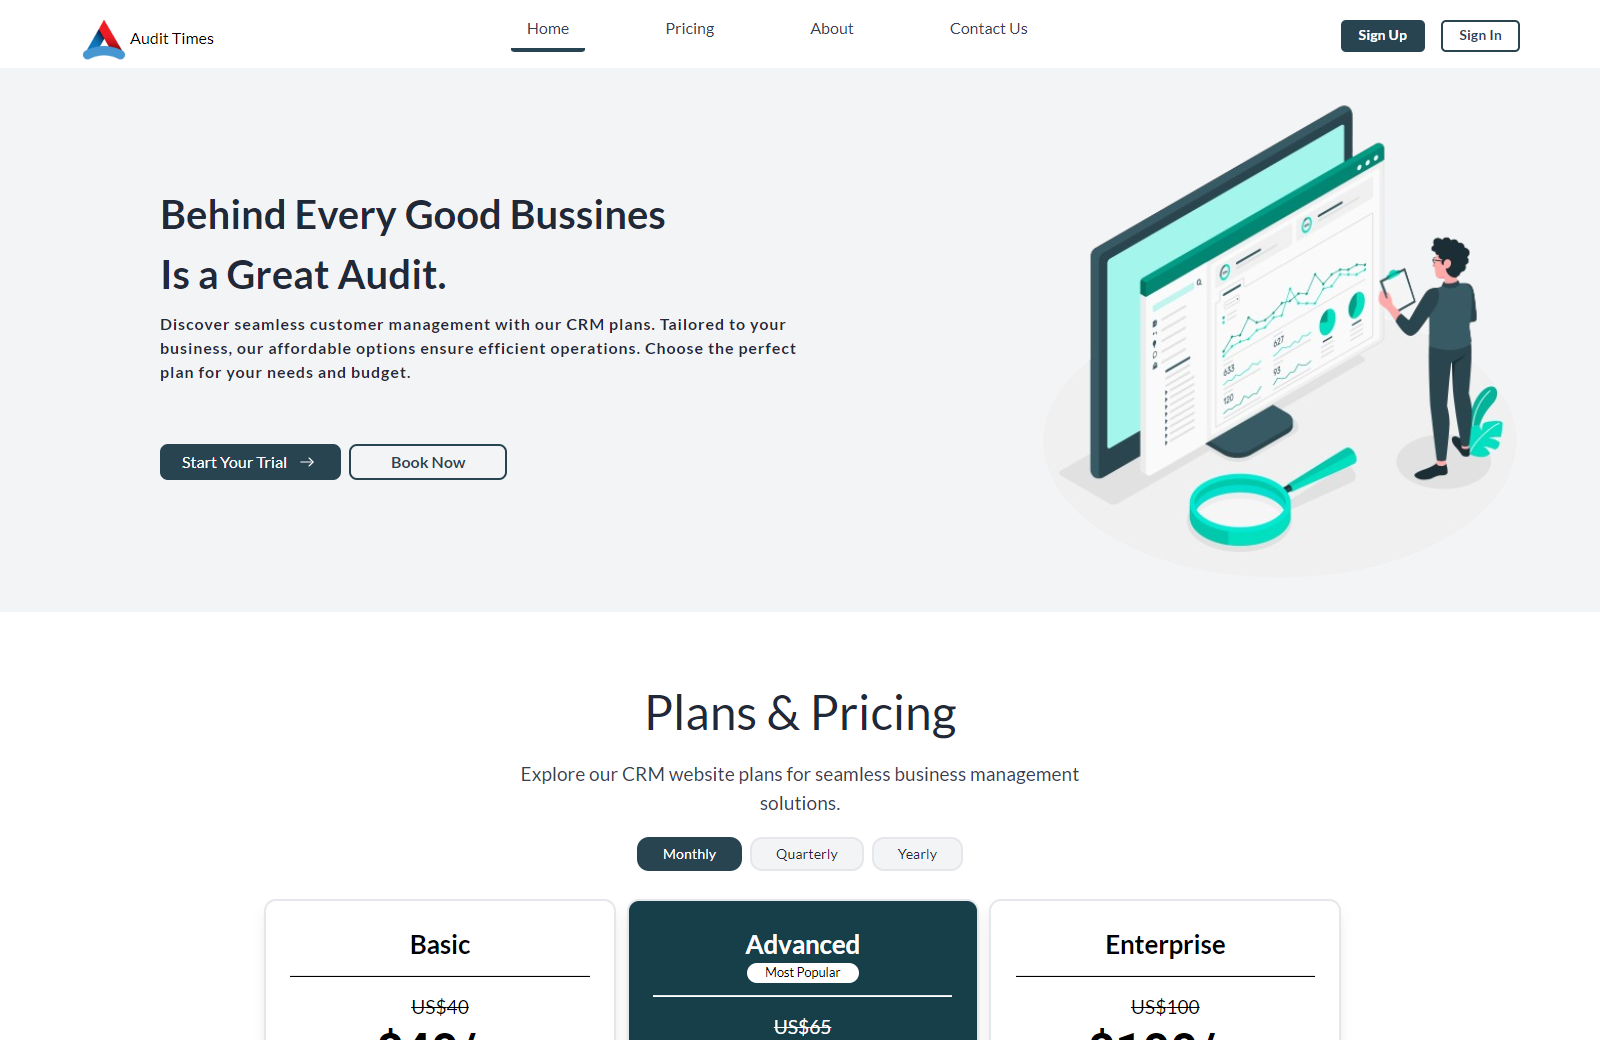 Audit Times
Home
Pricing
About
Contact Us
Sign Up
Sign In
Behind Every Good Bussines
Is a Great Audit.
Discover seamless customer management with our CRM plans. Tailored to your
business, our affordable options ensure efficient operations. Choose the perfect
plan for your needs and budget.
Start Your Trial
Book Now
633
627
120
93
Plans & Pricing
Explore our CRM website plans for seamless business management
solutions.
Monthly
Quarterly
Yearly
Basic
US$40
Advanced
Most Popular
US$65
Enterprise
US$100